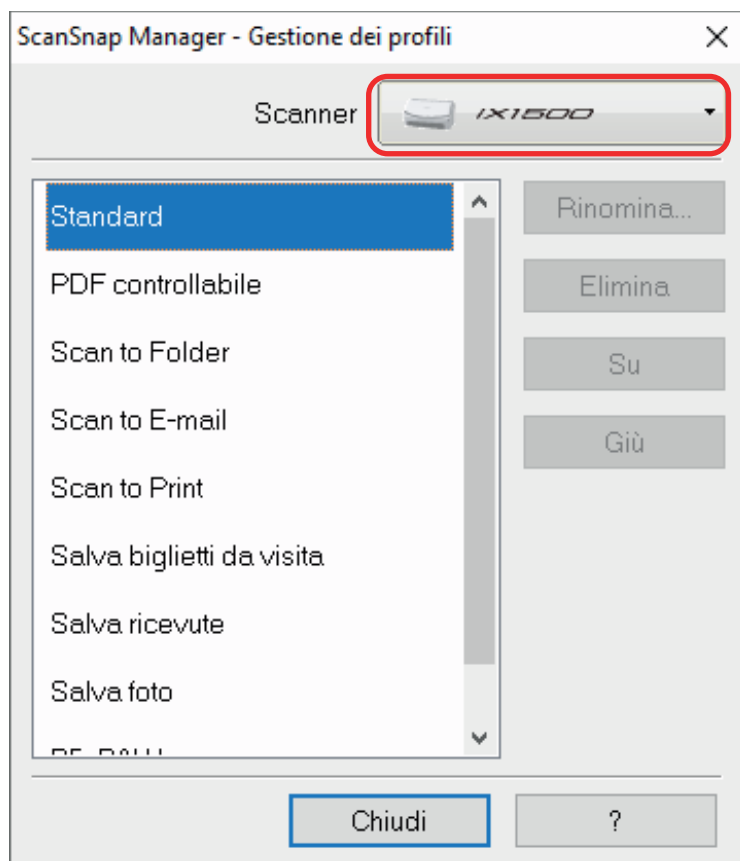 ScanSnap Manager - Gestione dei profili
Scanner iX1500
Standard
Rinomina...
PDF controllabile
Elimina
Scan to Folder
Su
Scan to E-mail
Giù
Scan to Print
Salva biglietti da visita
Salva ricevute
Salva foto
Chiudi
?